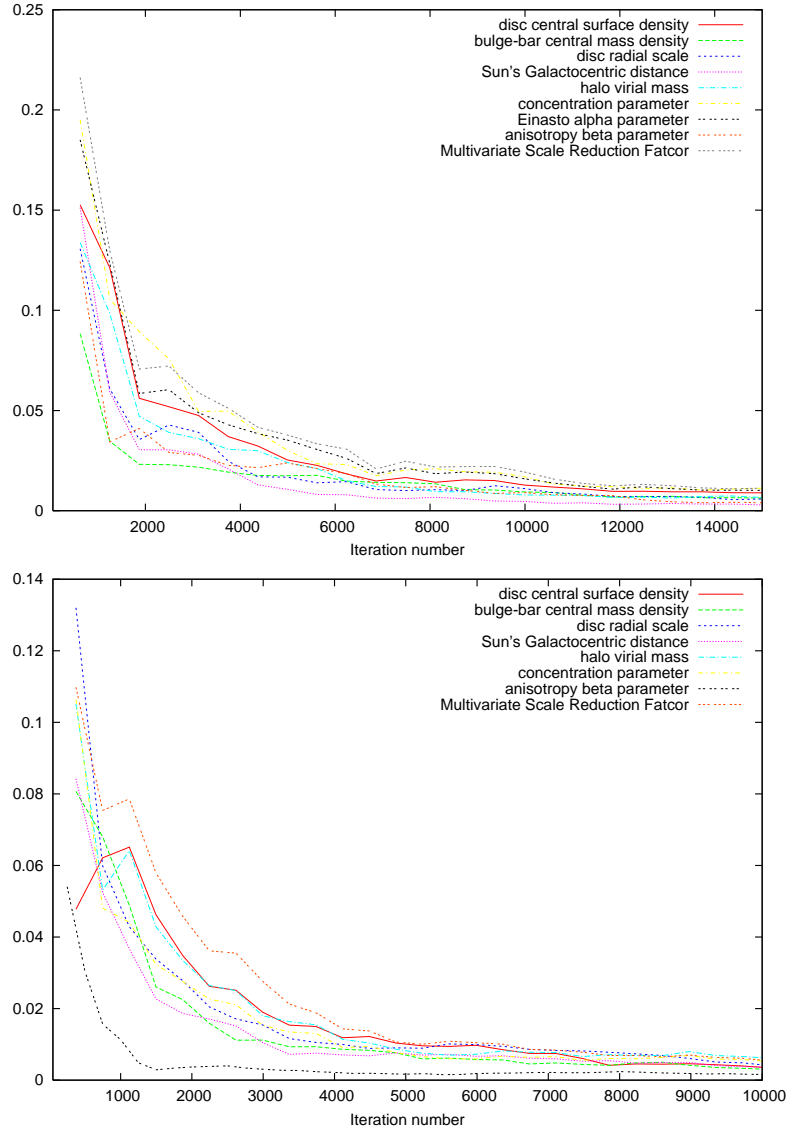 0.25
0.2
0.15
0.1
0.05
0
disc central surface density
bulge-bar central mass density
disc radial scale
Sun's Galactocentric distance
halo virial mass
concentration parameter
Einasto alpha parameter
anisotropy beta parameter
Multivariate Scale Reduction Fatcor
2000 4000 6000 8000 10000 12000 14000
Iteration number
0.14
0.12
0.1
0.08
0.06
0.04
0.02
0
disc central surface density
bulge-bar central mass density
disc radial scale
Sun's Galactocentric distance
halo virial mass
concentration parameter
anisotropy beta parameter
Multivariate Scale Reduction Fatcor
1000 2000 3000 4000 5000 6000 7000 8000 9000 10000
Iteration number